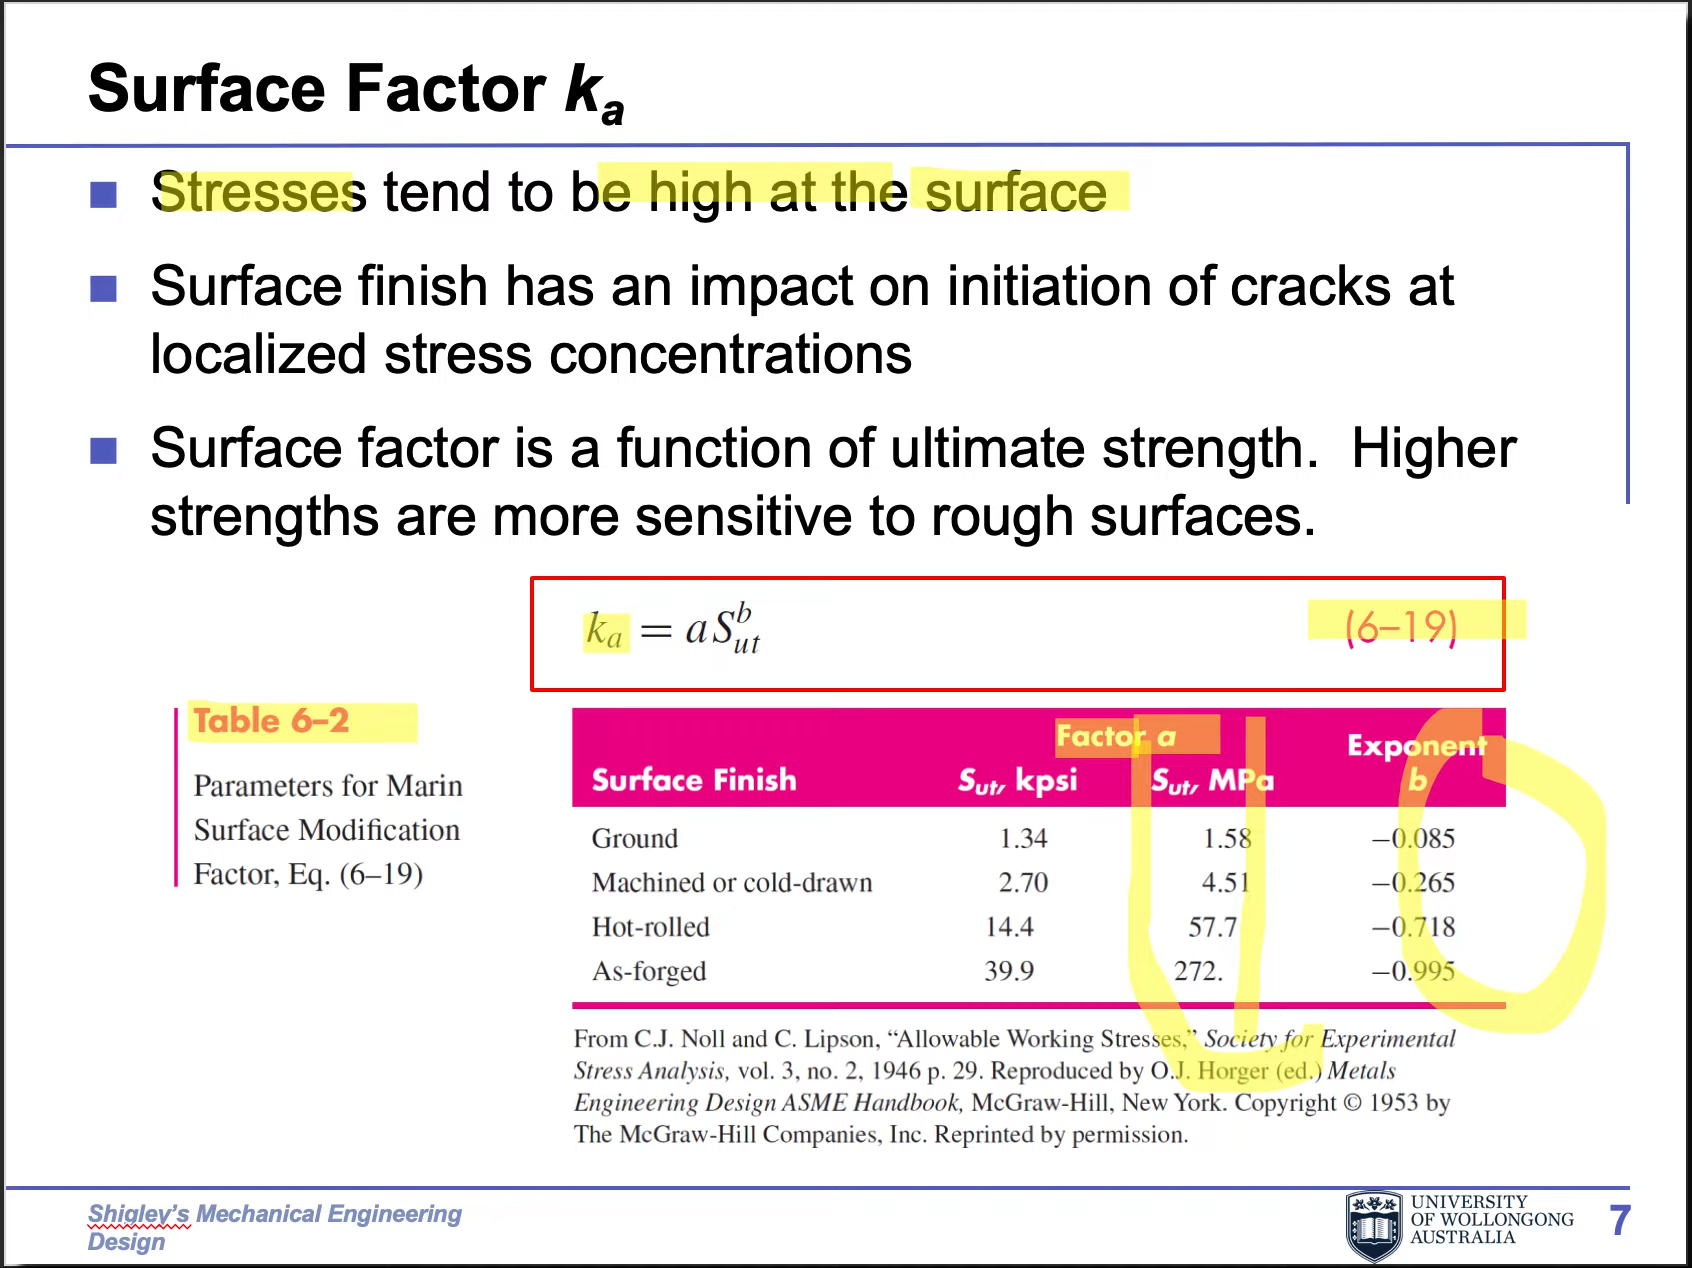 Surface Factor kₐ
Stresses tend to be high at the surface
Surface finish has an impact on initiation of cracks at
localized stress concentrations
Surface factor is a function of ultimate strength.  Higher
strengths are more sensitive to rough surfaces.
kₐ = aS_ut^b (6–19)
Table 6–2
Parameters for Marin
Surface Modification
Factor, Eq. (6–19)
Factor a Exponent
Surface Finish S_ut, kpsi S_ut, MPa b
Ground 1.34 1.58 −0.085
Machined or cold-drawn 2.70 4.51 −0.265
Hot-rolled 14.4 57.7 −0.718
As-forged 39.9 272. −0.995
From C.J. Noll and C. Lipson, “Allowable Working Stresses,” Society for Experimental
Stress Analysis, vol. 3, no. 2, 1946 p. 29. Reproduced by O.J. Horger (ed.) Metals
Engineering Design ASME Handbook, McGraw-Hill, New York. Copyright © 1953 by
The McGraw-Hill Companies, Inc. Reprinted by permission.
Shigley’s Mechanical Engineering
Design
UNIVERSITY
OF WOLLONGONG
AUSTRALIA
7